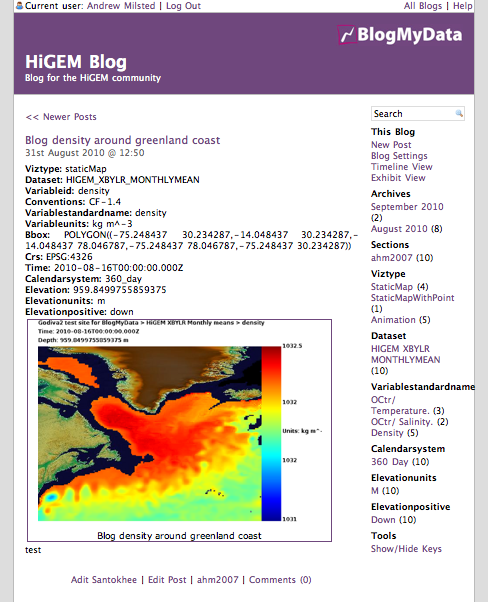 Current user: Andrew Milsted | Log Out
All Blogs | Help
BlogMyData
HiGEM Blog
Blog for the HiGEM community
<< Newer Posts
Blog density around greenland coast
31st August 2010 @ 12:50
Viztype: staticMap
Dataset: HIGEM_XBYLR_MONTHLYMEAN
Variableid: density
Conventions: CF-1.4
Variablestandardname: density
Variableunits: kg m^-3
Bbox: POLYGON((-75.248437 30.234287,-14.048437 30.234287,-
14.048437 78.046787,-75.248437 78.046787,-75.248437 30.234287))
Crs: EPSG:4326
Time: 2010-08-16T00:00:00.000Z
Calendarsystem: 360_day
Elevation: 959.8499755859375
Elevationunits: m
Elevationpositive: down
Godiva2 test site for BlogMyData > HiGEM XBYLR Monthly means > density
Time: 2010-08-16T00:00:00.000Z
Depth: 959.8499755859375 m
1032.5
1032
Units: kg m^-
1032
1031
Blog density around greenland coast
test
Adit Santokhee | Edit Post | ahm2007 | Comments (0)
Search
This Blog
New Post
Blog Settings
Timeline View
Exhibit View
Archives
September 2010
(2)
August 2010 (8)
Sections
ahm2007 (10)
Viztype
StaticMap (4)
StaticMapWithPoint
(1)
Animation (5)
Dataset
HIGEM XBYLR
MONTHLYMEAN
(10)
Variablestandardname
OCtr/
Temperature. (3)
OCtr/ Salinity. (2)
Density (5)
Calendarsystem
360 Day (10)
Elevationunits
M (10)
Elevationpositive
Down (10)
Tools
Show/Hide Keys